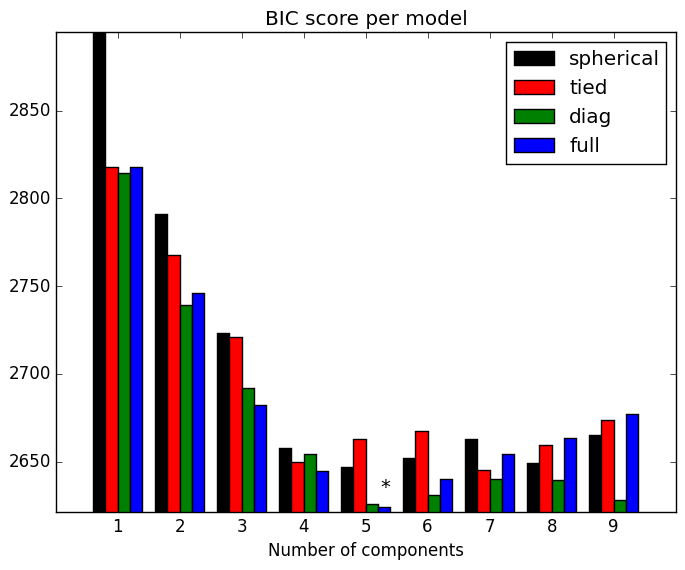 BIC score per model
spherical
tied
diag
full
2850
2800
2750
2700
2650
*
1 2 3 4 5 6 7 8 9
Number of components